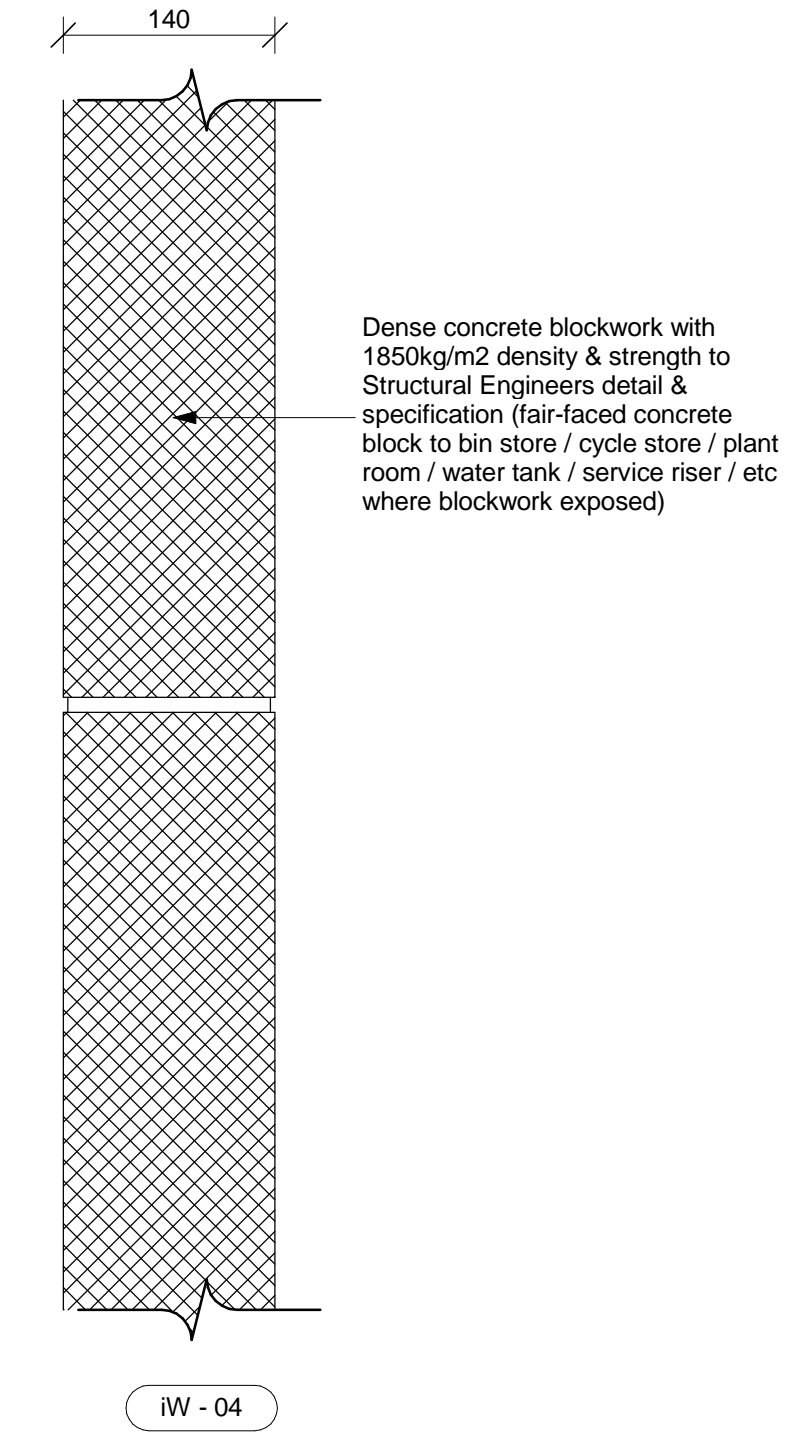 140
Dense concrete blockwork with
1850kg/m2 density & strength to
Structural Engineers detail &
specification (fair-faced concrete
block to bin store / cycle store / plant
room / water tank / service riser / etc
where blockwork exposed)
iW - 04